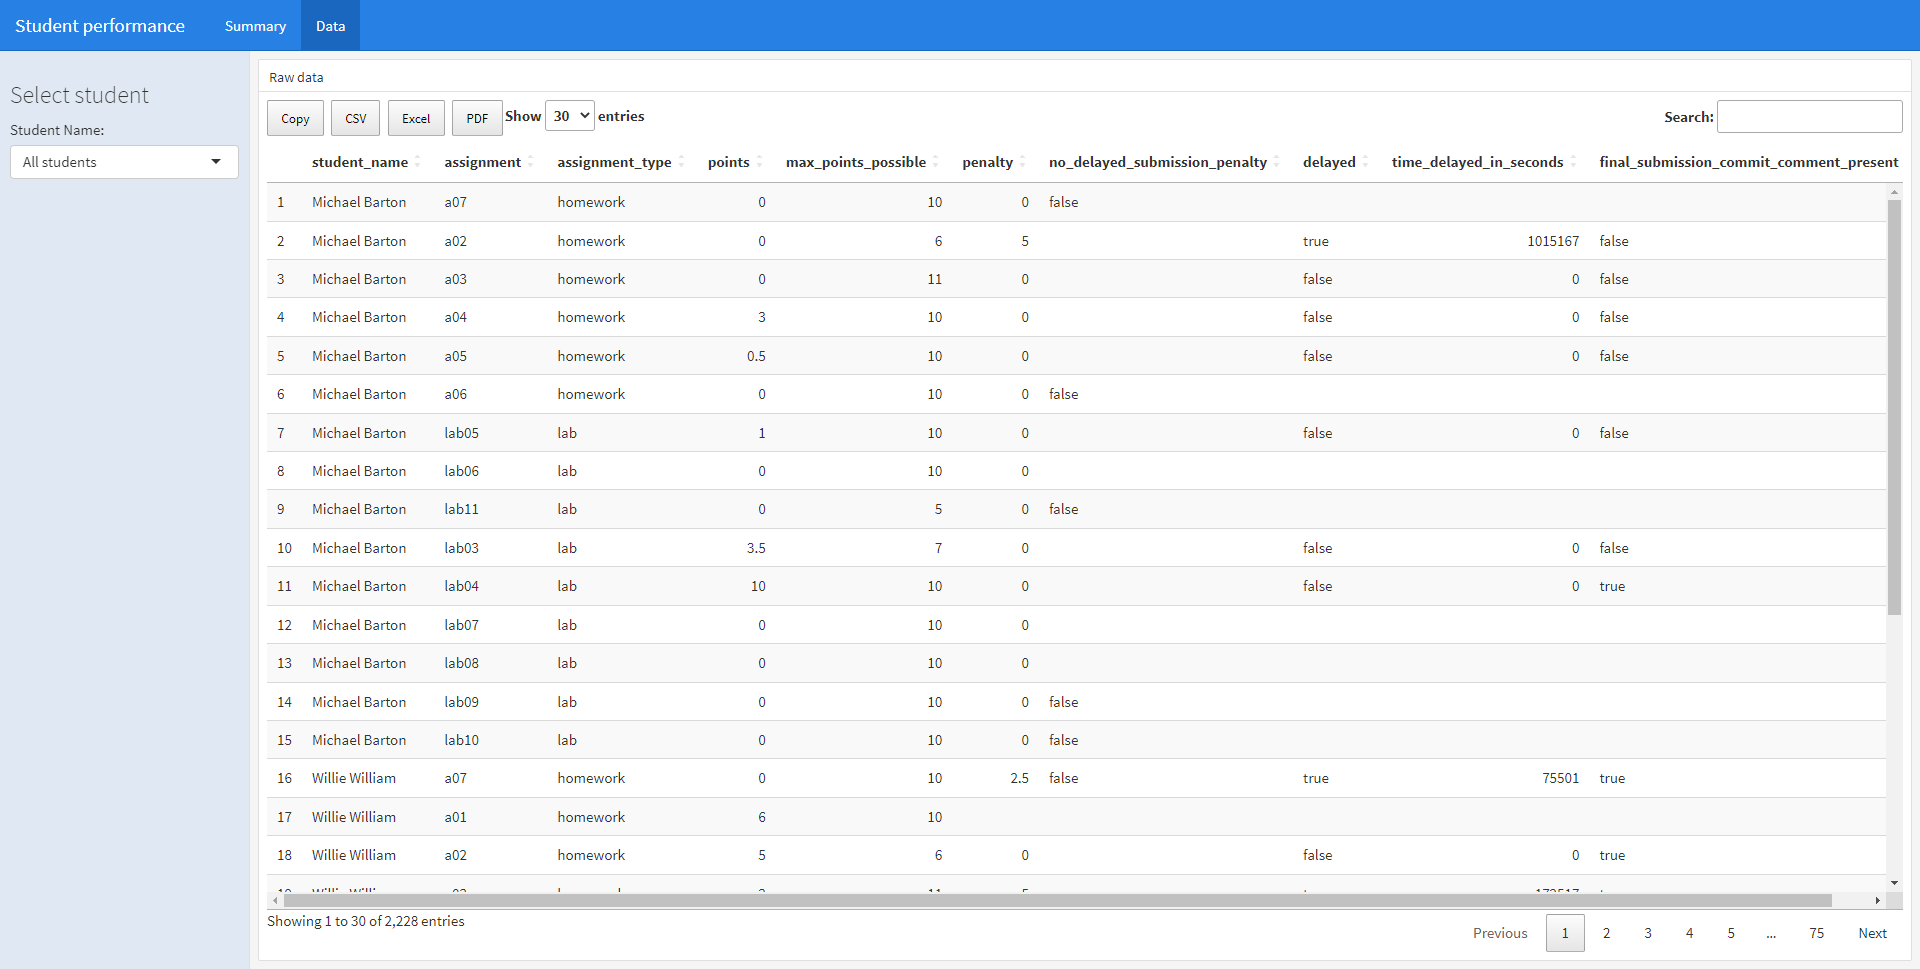 Student performance Summary Data
Select student
Student Name:
All students
Raw data
Copy CSV Excel PDF Show 30 entries Search:
student_name assignment assignment_type points max_points_possible penalty no_delayed_submission_penalty delayed time_delayed_in_seconds final_submission_commit_comment_present
1 Michael Barton a07 homework 0 10 0 false
2 Michael Barton a02 homework 0 6 5 true 1015167 false
3 Michael Barton a03 homework 0 11 0 false 0 false
4 Michael Barton a04 homework 3 10 0 false 0 false
5 Michael Barton a05 homework 0.5 10 0 false 0 false
6 Michael Barton a06 homework 0 10 0 false
7 Michael Barton lab05 lab 1 10 0 false 0 false
8 Michael Barton lab06 lab 0 10 0
9 Michael Barton lab11 lab 0 5 0 false
10 Michael Barton lab03 lab 3.5 7 0 false 0 false
11 Michael Barton lab04 lab 10 10 0 false 0 true
12 Michael Barton lab07 lab 0 10 0
13 Michael Barton lab08 lab 0 10 0
14 Michael Barton lab09 lab 0 10 0 false
15 Michael Barton lab10 lab 0 10 0 false
16 Willie William a07 homework 0 10 2.5 false true 75501 true
17 Willie William a01 homework 6 10
18 Willie William a02 homework 5 6 0 false 0 true
Showing 1 to 30 of 2,228 entries
Previous 1 2 3 4 5 ... 75 Next